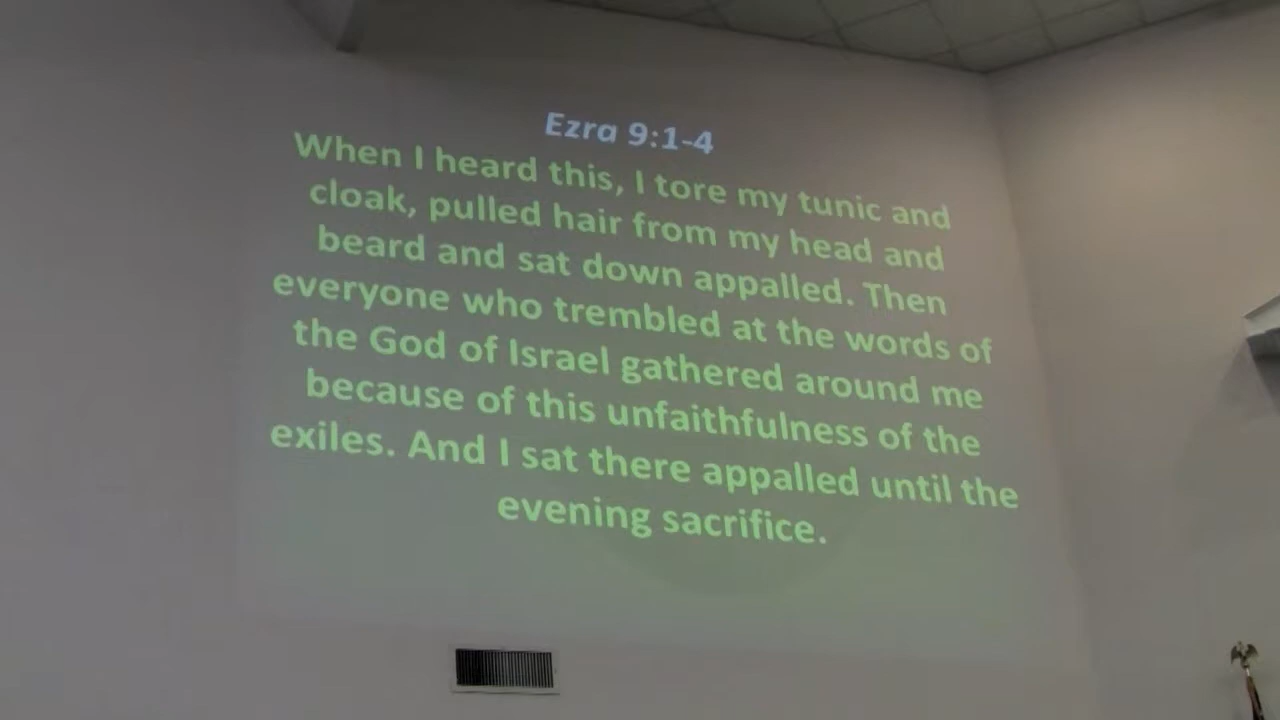 Ezra 9:1-4
When I heard this, I tore my tunic and
cloak, pulled hair from my head and
beard and sat down appalled. Then
everyone who trembled at the words of
the God of Israel gathered around me
because of this unfaithfulness of the
exiles. And I sat there appalled until the
evening sacrifice.